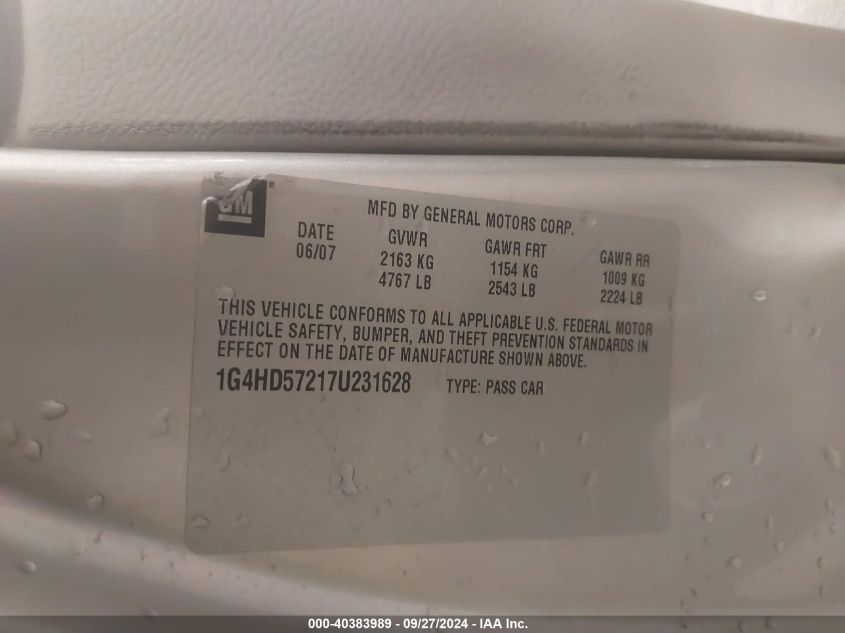 GM ®
MFD BY GENERAL MOTORS CORP.
DATE GVWR GAWR FRT GAWR RR
06/07 2163 KG 1154 KG 1009 KG
4767 LB 2543 LB 2224 LB
THIS VEHICLE CONFORMS TO ALL APPLICABLE U.S. FEDERAL MOTOR
VEHICLE SAFETY, BUMPER, AND THEFT PREVENTION STANDARDS IN
EFFECT ON THE DATE OF MANUFACTURE SHOWN ABOVE.
1G4HD57217U231628 TYPE: PASS CAR
000-40383989 - 09/27/2024 - IAA Inc.